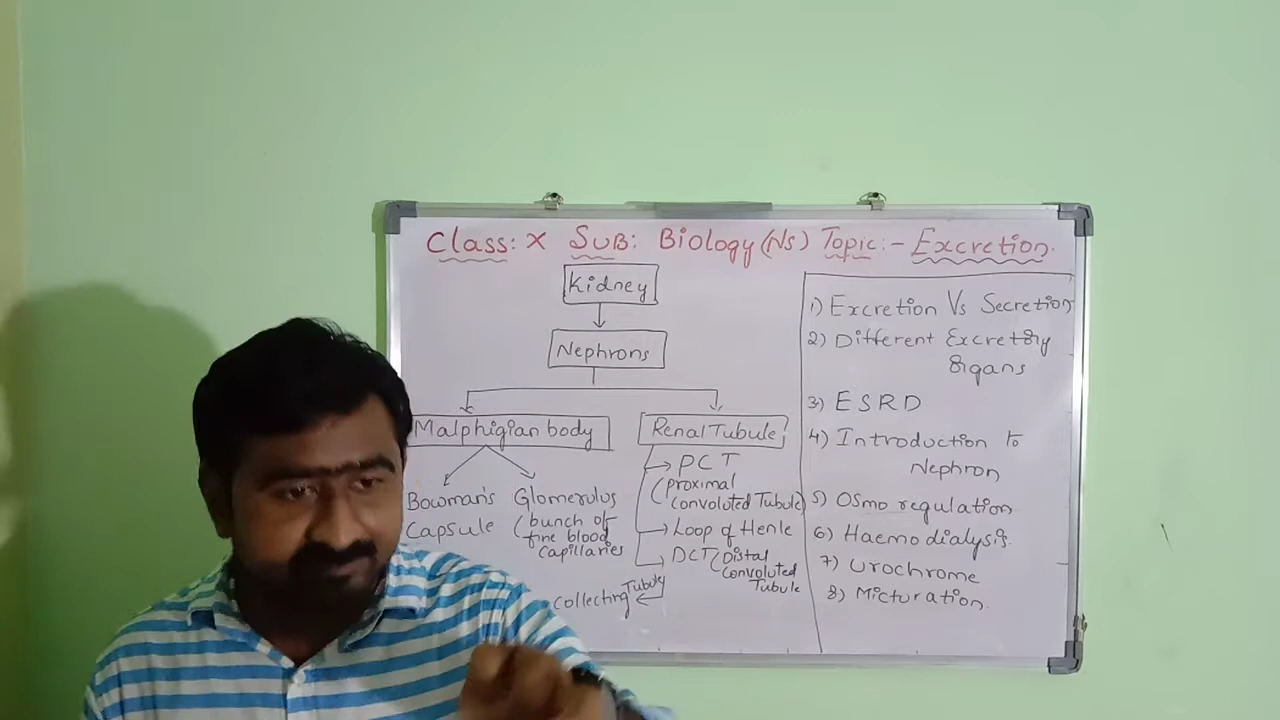 Class: X SUB: Biology(NS) Topic:- Excretion.
Kidney
Nephrons
Malphigian body
Bowman's
Capsule
Glomerulus
(bunch of
fine blood
capillaries
Renal Tubule
PCT
(proximal
convoluted Tubule)
Loop of Henle
DCT (Distal
convoluted
Tubule
collecting Tubule
1) Excretion Vs Secretion
2) Different Excretory
Organs
3) ESRD
4) Introduction to
Nephron
5) Osmo regulation
6) Haemodialysis.
7) Urochrome
8) Micturation.